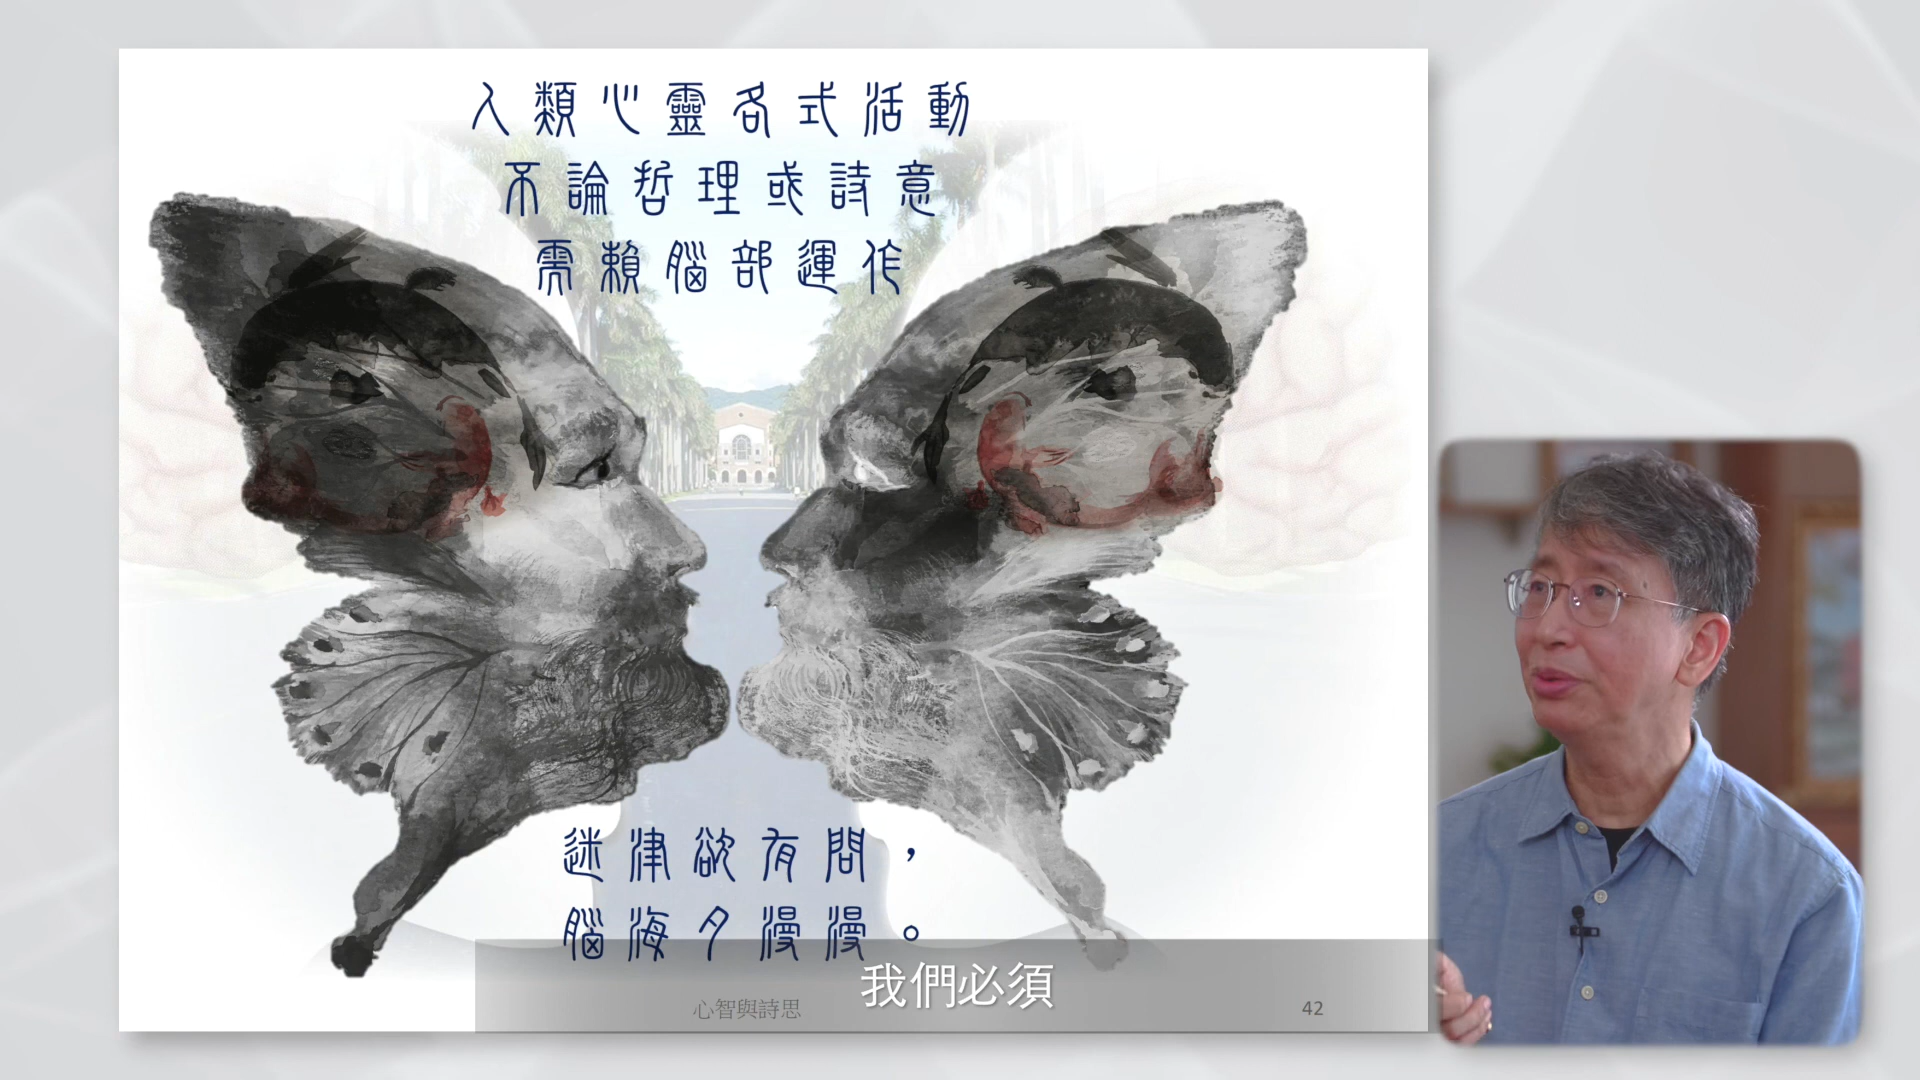 人類心靈各式活動
不論哲理或詩意
需賴腦部運作
迷津欲有問，
腦海夕漫漫。
我們必須
心智與詩思
42